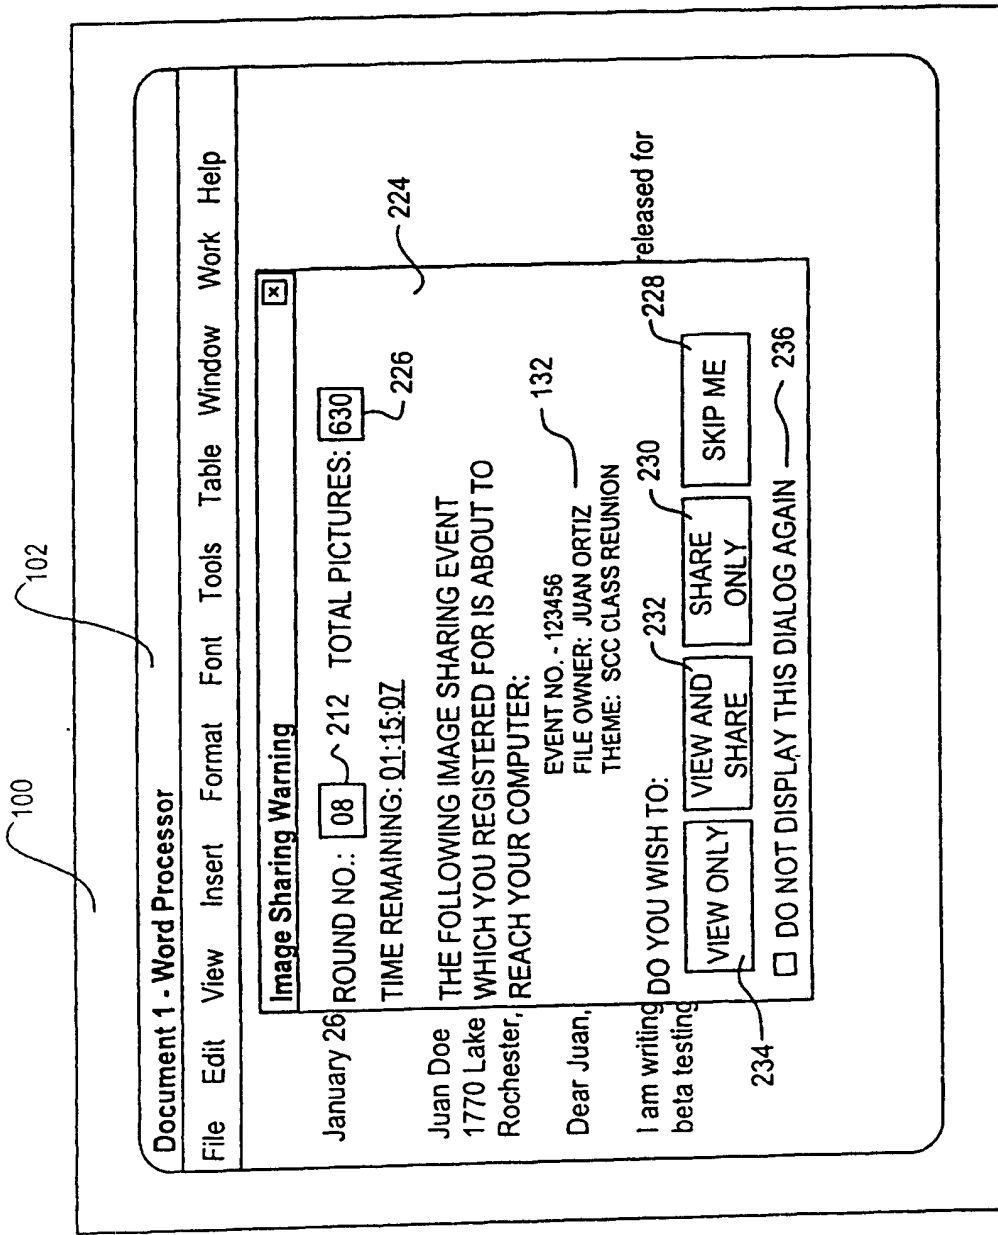 100
102
Document 1 - Word Processor
File Edit View Insert Format Font Tools Table Window Work Help
January 26
Juan Doe
1770 Lake
Rochester,
Dear Juan,
I am writing
beta testing
eleased for
Image Sharing Warning
x
ROUND NO.: 08 212 TOTAL PICTURES: 630
226
224
TIME REMAINING: 01:15:07
THE FOLLOWING IMAGE SHARING EVENT
WHICH YOU REGISTERED FOR IS ABOUT TO
REACH YOUR COMPUTER:
EVENT NO. - 123456
FILE OWNER: JUAN ORTIZ 132
THEME: SCC CLASS REUNION
DO YOU WISH TO:
232 230 228
VIEW ONLY
VIEW AND
SHARE
SHARE
ONLY
SKIP ME
234
DO NOT DISPLAY THIS DIALOG AGAIN 236